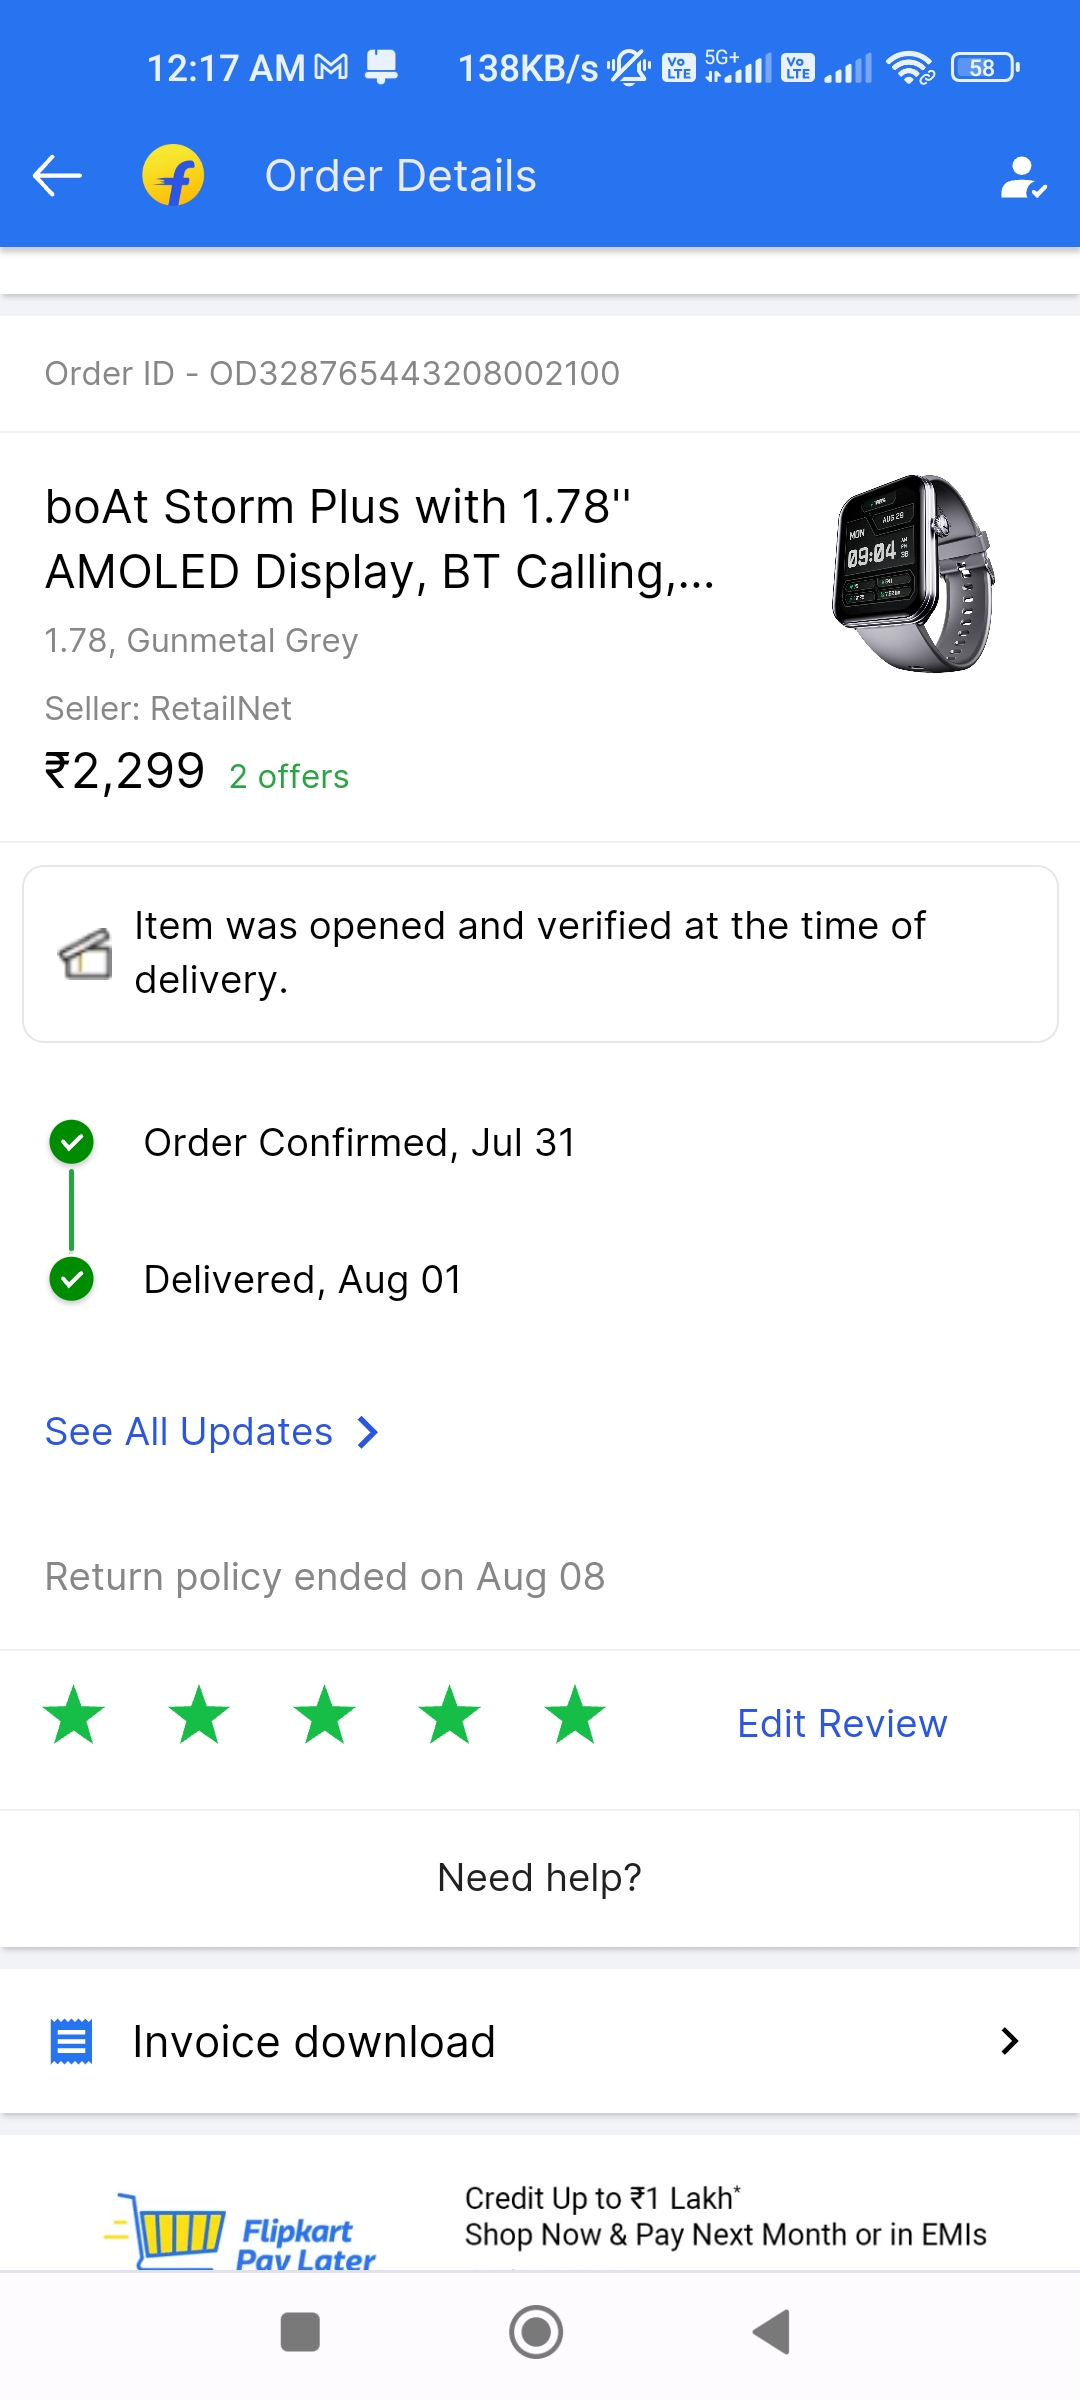 12:17 AM 138KB/s Vo LTE 5G+ Vo LTE 58
Order Details
Order ID - OD328765443208002100
boAt Storm Plus with 1.78"
AMOLED Display, BT Calling,...
1.78, Gunmetal Grey
Seller: RetailNet
₹2,299 2 offers
MON AUG 29
09:04
Item was opened and verified at the time of
delivery.
Order Confirmed, Jul 31
Delivered, Aug 01
See All Updates
Return policy ended on Aug 08
Edit Review
Need help?
Invoice download
Flipkart
Pay Later
Credit Up to ₹1 Lakh*
Shop Now & Pay Next Month or in EMIs